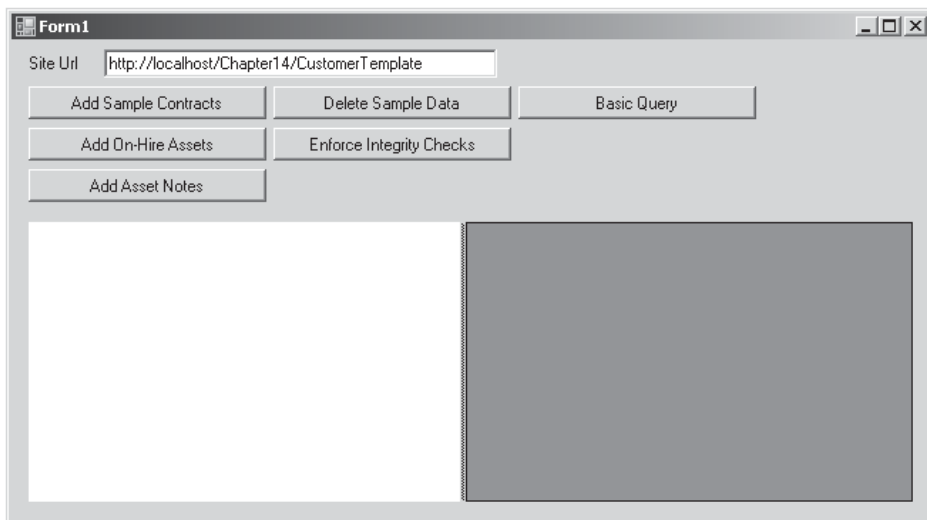 Form1
Site Url http://localhost/Chapter14/CustomerTemplate
Add Sample Contracts Delete Sample Data Basic Query
Add On-Hire Assets Enforce Integrity Checks
Add Asset Notes